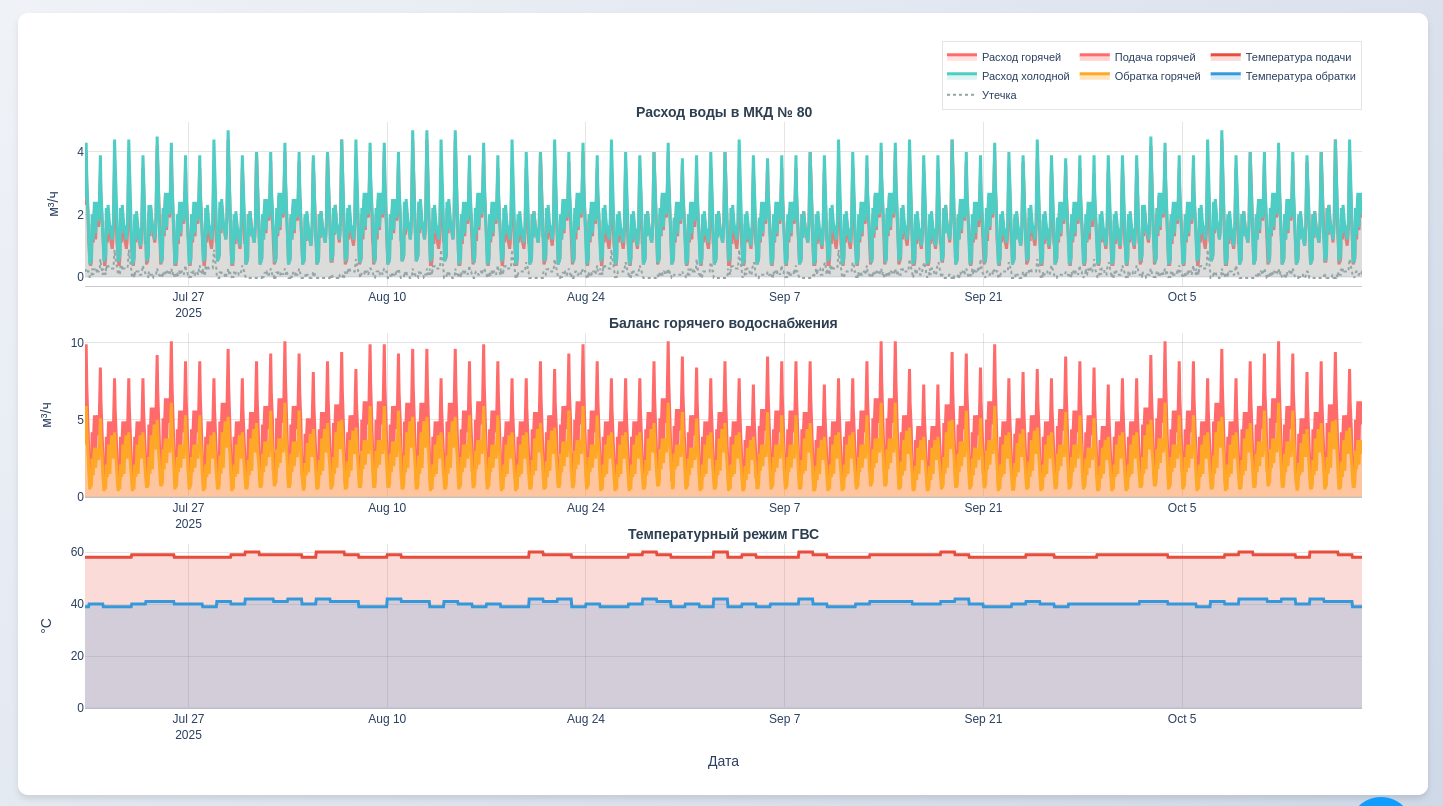 Расход горячей Подача горячей Температура подачи
Расход холодной Обратка горячей Температура обратки
Утечка
Расход воды в МКД № 80
м³/ч
4
2
0
Jul 27 Aug 10 Aug 24 Sep 7 Sep 21 Oct 5
2025
Баланс горячего водоснабжения
м³/ч
10
5
0
Jul 27 Aug 10 Aug 24 Sep 7 Sep 21 Oct 5
2025
Температурный режим ГВС
°C
60
40
20
0
Jul 27 Aug 10 Aug 24 Sep 7 Sep 21 Oct 5
2025
Дата